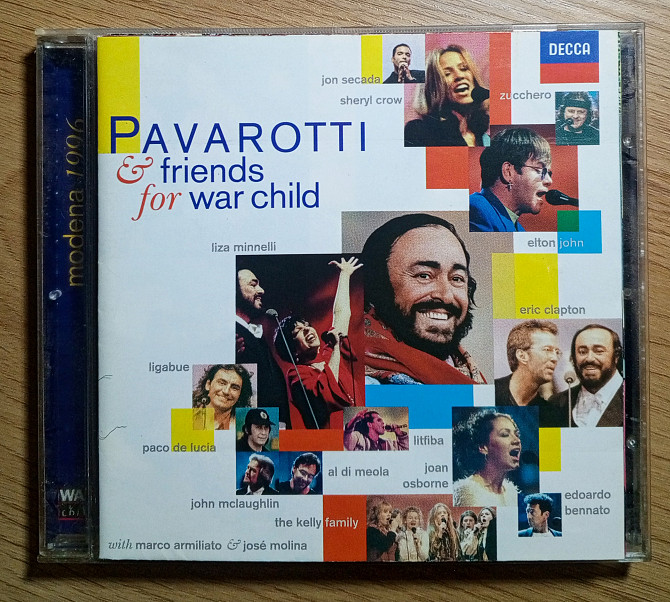 DECCA
jon secada
sheryl crow
zucchero
PAVAROTTI
& friends
for war child
modena 1996
elton john
liza minnelli
eric clapton
ligabue
paco de lucia
litfiba
al di meola
joan
osborne
john mclaughlin
edoardo
bennato
the kelly family
with marco armiliato & josé molina
WA
chi